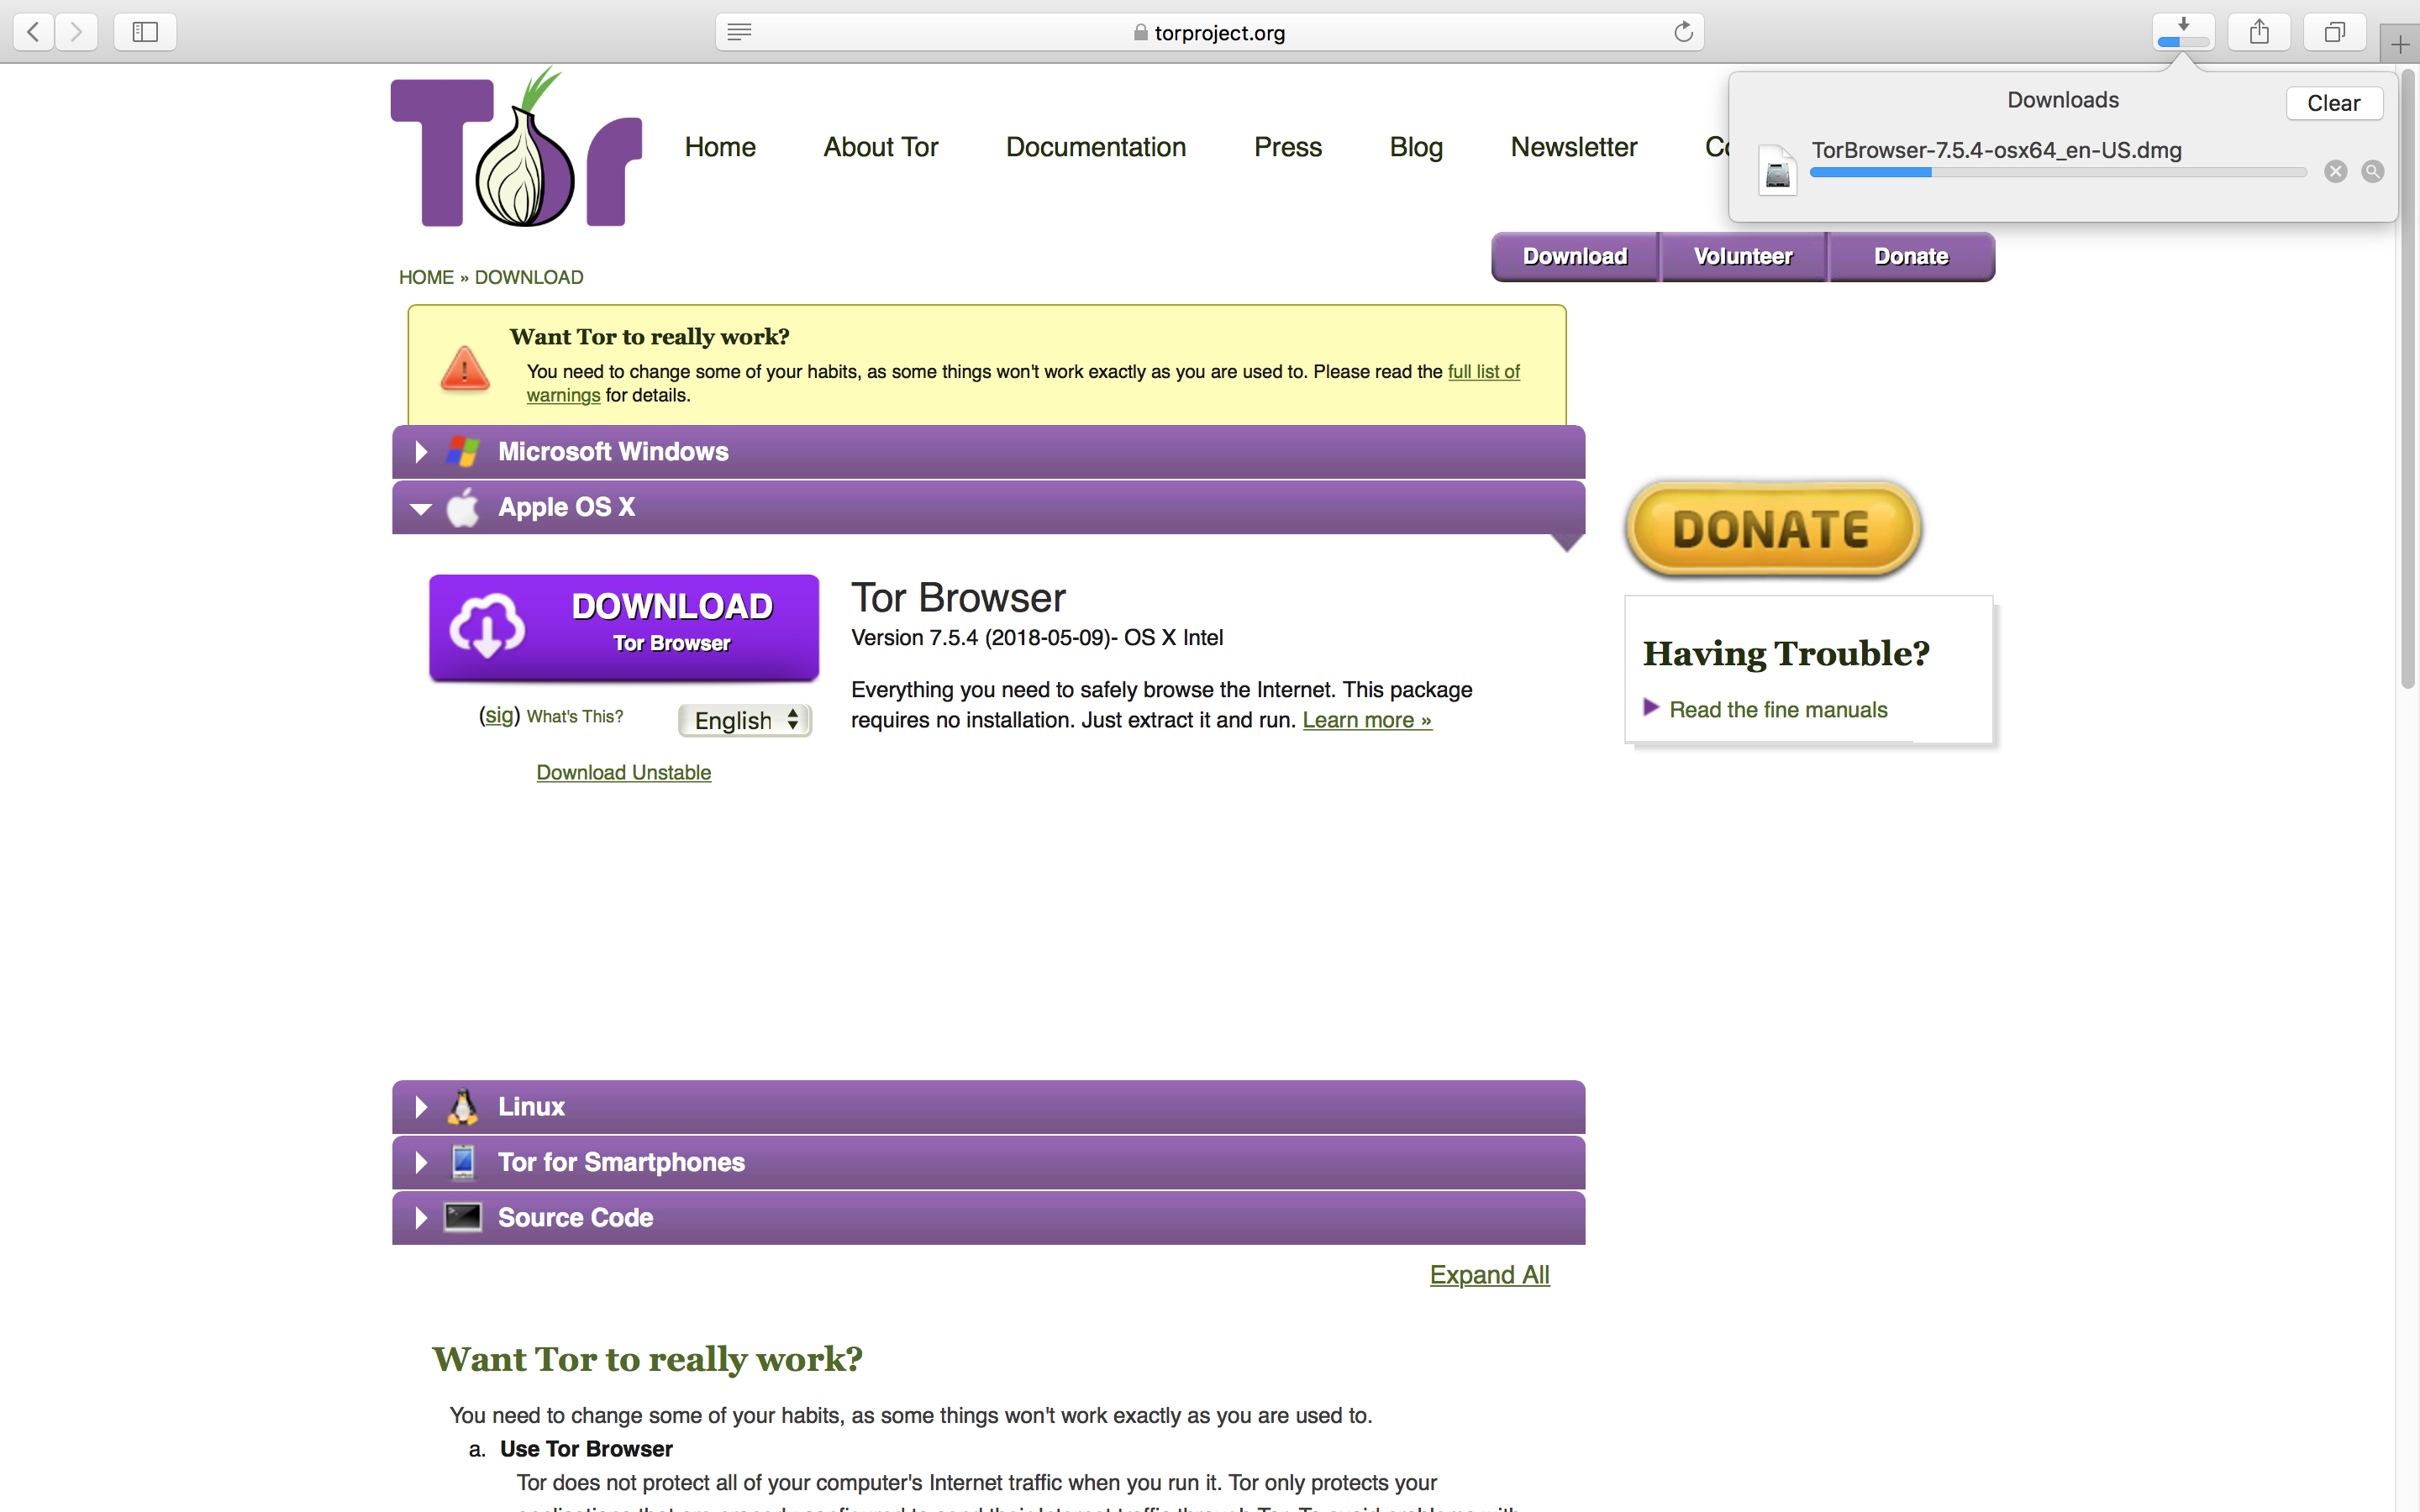 torproject.org
Downloads
Clear
TorBrowser-7.5.4-osx64_en-US.dmg
Tor
Home
About Tor
Documentation
Press
Blog
Newsletter
Download
Volunteer
Donate
HOME » DOWNLOAD
Want Tor to really work?
You need to change some of your habits, as some things won't work exactly as you are used to. Please read the full list of
warnings for details.
Microsoft Windows
Apple OS X
DOWNLOAD
Tor Browser
(sig) What's This?
English
Download Unstable
Tor Browser
Version 7.5.4 (2018-05-09)- OS X Intel
Everything you need to safely browse the Internet. This package
requires no installation. Just extract it and run. Learn more »
DONATE
Having Trouble?
Read the fine manuals
Linux
Tor for Smartphones
Source Code
Expand All
Want Tor to really work?
You need to change some of your habits, as some things won't work exactly as you are used to.
a. Use Tor Browser
Tor does not protect all of your computer's Internet traffic when you run it. Tor only protects your